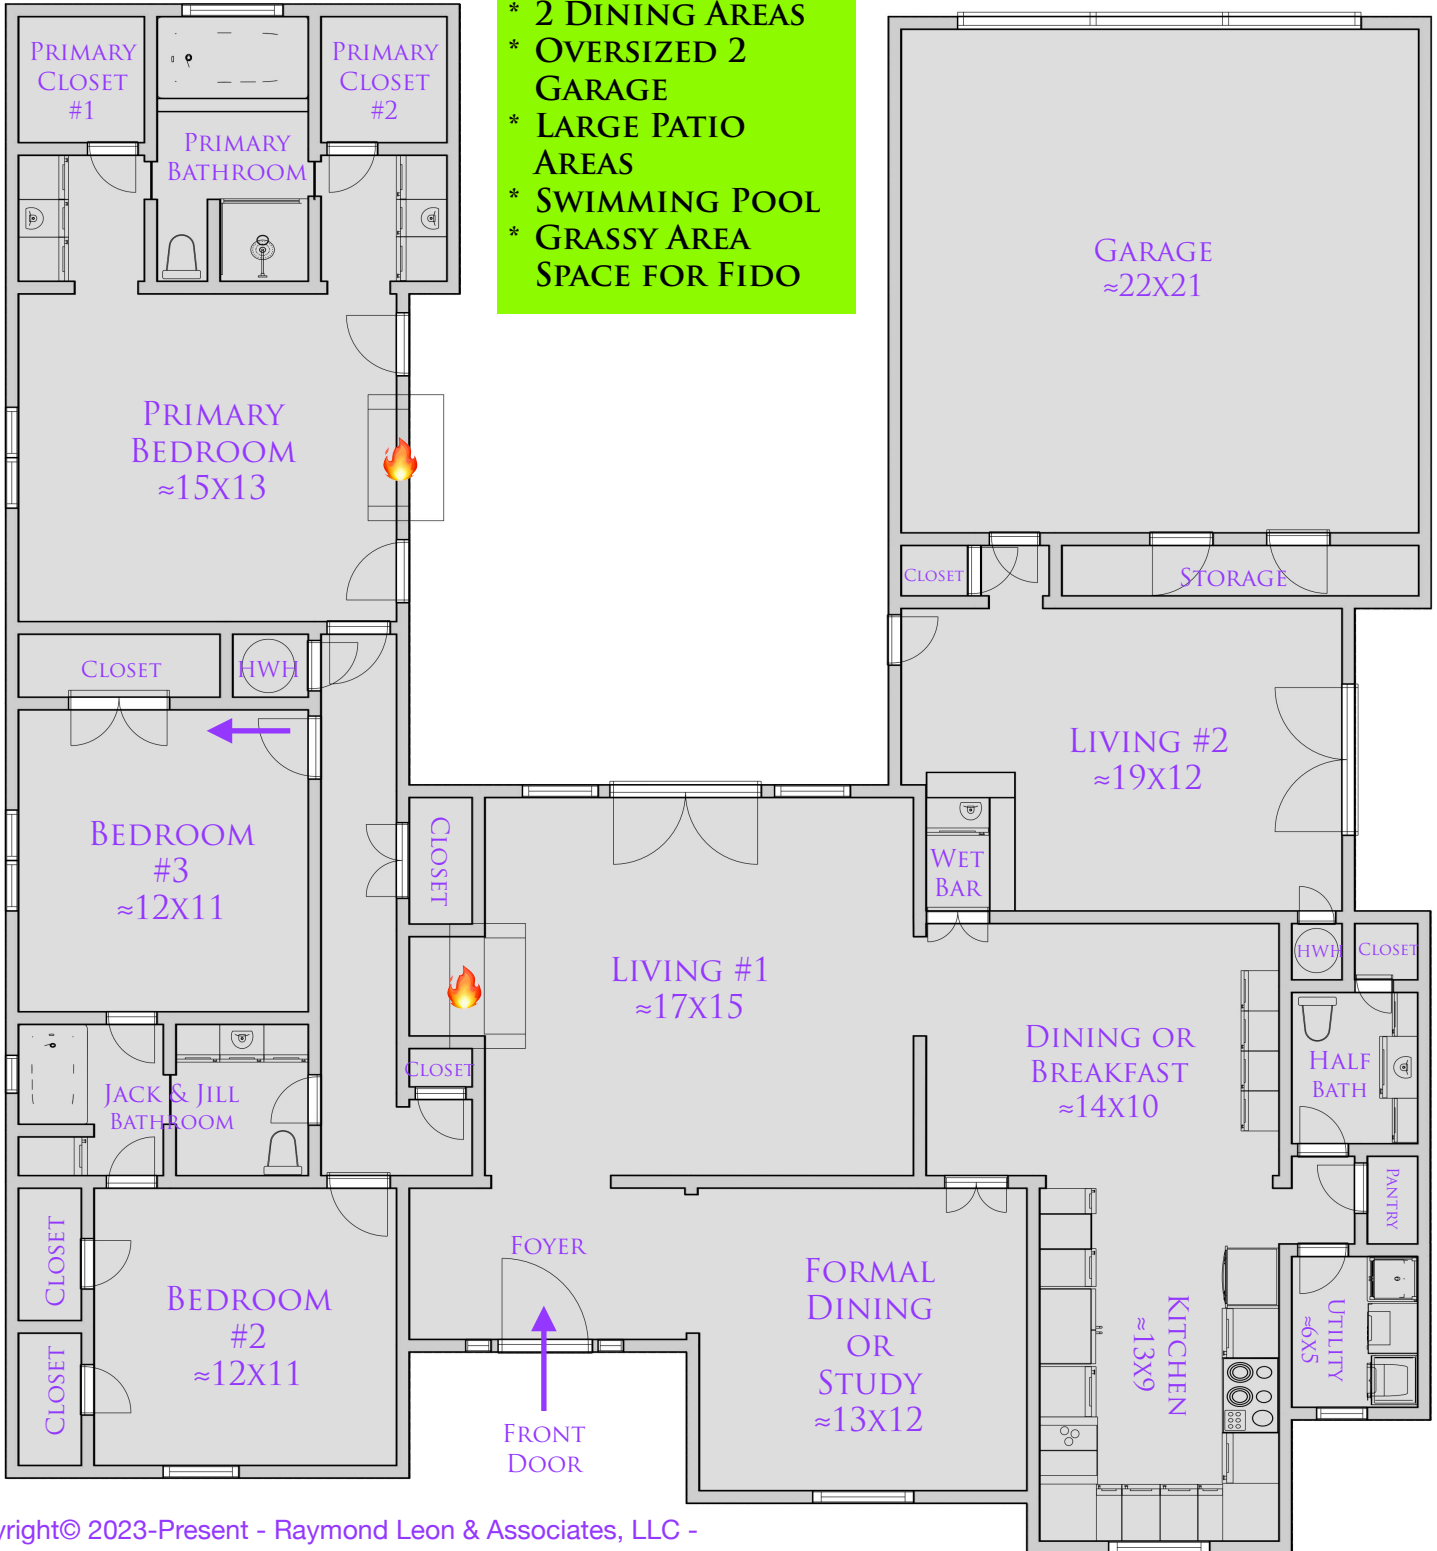 * 2 Dining Areas
* Oversized 2
Garage
* Large Patio
Areas
* Swimming Pool
* Grassy Area
Space for Fido
Primary
Closet
#1
Primary
Closet
#2
Primary
Bathroom
Garage
≈22x21
Primary
Bedroom
≈15x13
Closet
Storage
Closet
HWH
Living #2
≈19x12
Bedroom
#3
≈12x11
Closet
Wet
Bar
Living #1
≈17x15
HWH
Closet
Dining or
Breakfast
≈14x10
Half
Bath
Closet
Jack & Jill
Bathroom
Pantry
Closet
Foyer
Bedroom
#2
≈12x11
Formal
Dining
or
Study
≈13x12
Kitchen
≈13x9
Utility
≈6x5
Closet
Front
Door
yright© 2023-Present - Raymond Leon & Associates, LLC -